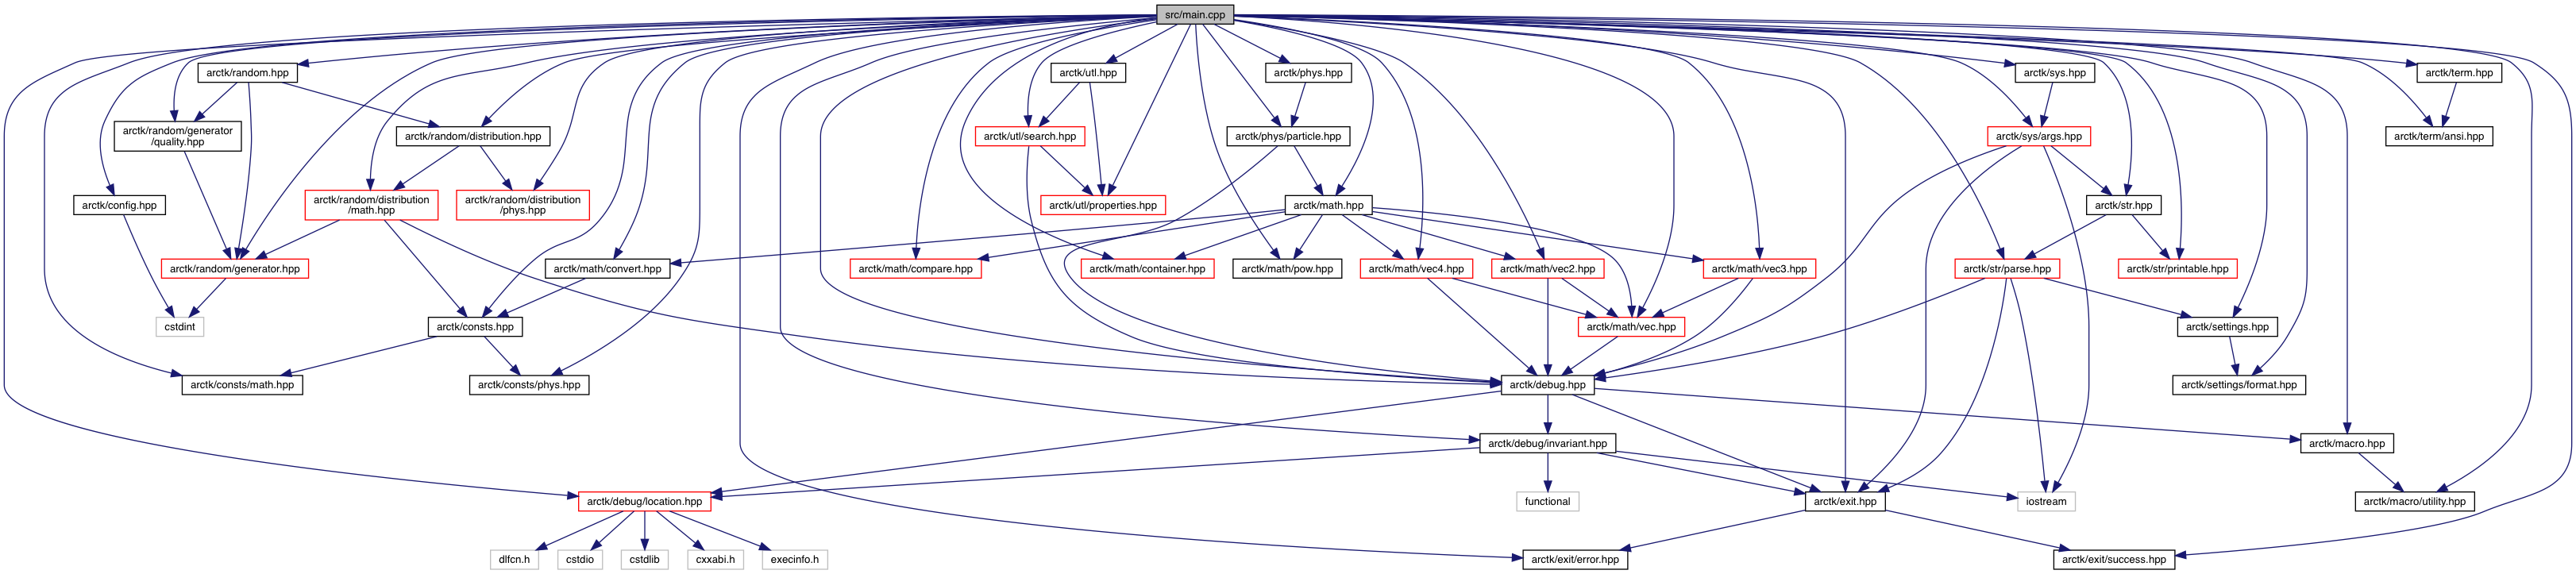 src/main.cpp
arctk/random.hpp
arctk/utl.hpp
arctk/phys.hpp
arctk/sys.hpp
arctk/term.hpp
arctk/random/generator
/quality.hpp
arctk/random/distribution.hpp
arctk/utl/search.hpp
arctk/phys/particle.hpp
arctk/sys/args.hpp
arctk/term/ansi.hpp
arctk/config.hpp
arctk/random/distribution
/math.hpp
arctk/random/distribution
/phys.hpp
arctk/utl/properties.hpp
arctk/math.hpp
arctk/str.hpp
arctk/random/generator.hpp
arctk/math/convert.hpp
arctk/math/compare.hpp
arctk/math/container.hpp
arctk/math/pow.hpp
arctk/math/vec4.hpp
arctk/math/vec2.hpp
arctk/math/vec3.hpp
arctk/str/parse.hpp
arctk/str/printable.hpp
cstdint
arctk/consts.hpp
arctk/math/vec.hpp
arctk/settings.hpp
arctk/consts/math.hpp
arctk/consts/phys.hpp
arctk/debug.hpp
arctk/settings/format.hpp
arctk/debug/invariant.hpp
arctk/macro.hpp
arctk/debug/location.hpp
functional
arctk/exit.hpp
iostream
arctk/macro/utility.hpp
dlfcn.h
cstdio
cstdlib
cxxabi.h
execinfo.h
arctk/exit/error.hpp
arctk/exit/success.hpp